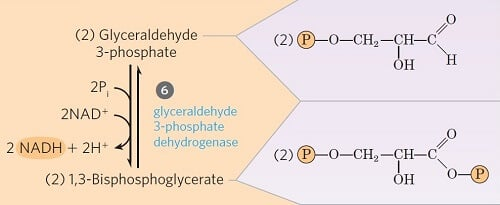 (2) Glyceraldehyde
3-phosphate
2Pi
2NAD+
2 NADH + 2H+
6
glyceraldehyde
3-phosphate
dehydrogenase
(2) 1,3-Bisphosphoglycerate
O
(2) P—O—CH2—CH—C
OH
H
O
(2) P—O—CH2—CH—C
OH
O—P